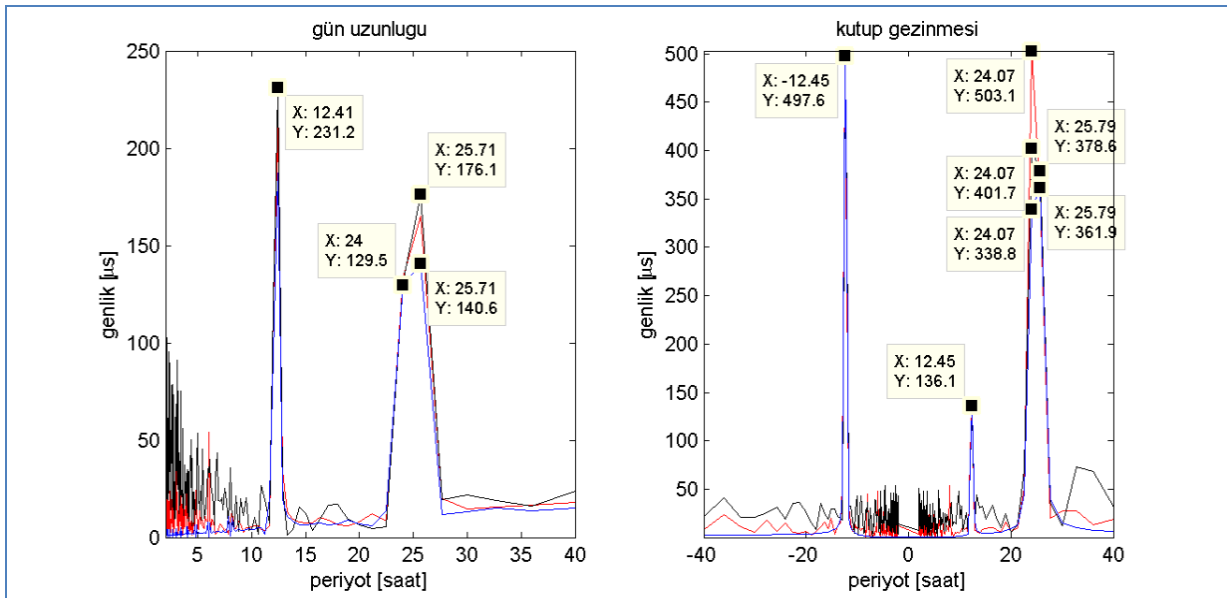 gün uzunlugu
250
200
150
100
50
0
genlik [µs]
X: 12.41
Y: 231.2
X: 25.71
Y: 176.1
X: 24
Y: 129.5
X: 25.71
Y: 140.6
5 10 15 20 25 30 35 40
periyot [saat]
kutup gezinmesi
500
450
400
350
300
250
200
150
100
50
genlik [µs]
X: -12.45
Y: 497.6
X: 24.07
Y: 503.1
X: 25.79
Y: 378.6
X: 24.07
Y: 401.7
X: 25.79
Y: 361.9
X: 24.07
Y: 338.8
X: 12.45
Y: 136.1
-40 -20 0 20 40
periyot [saat]